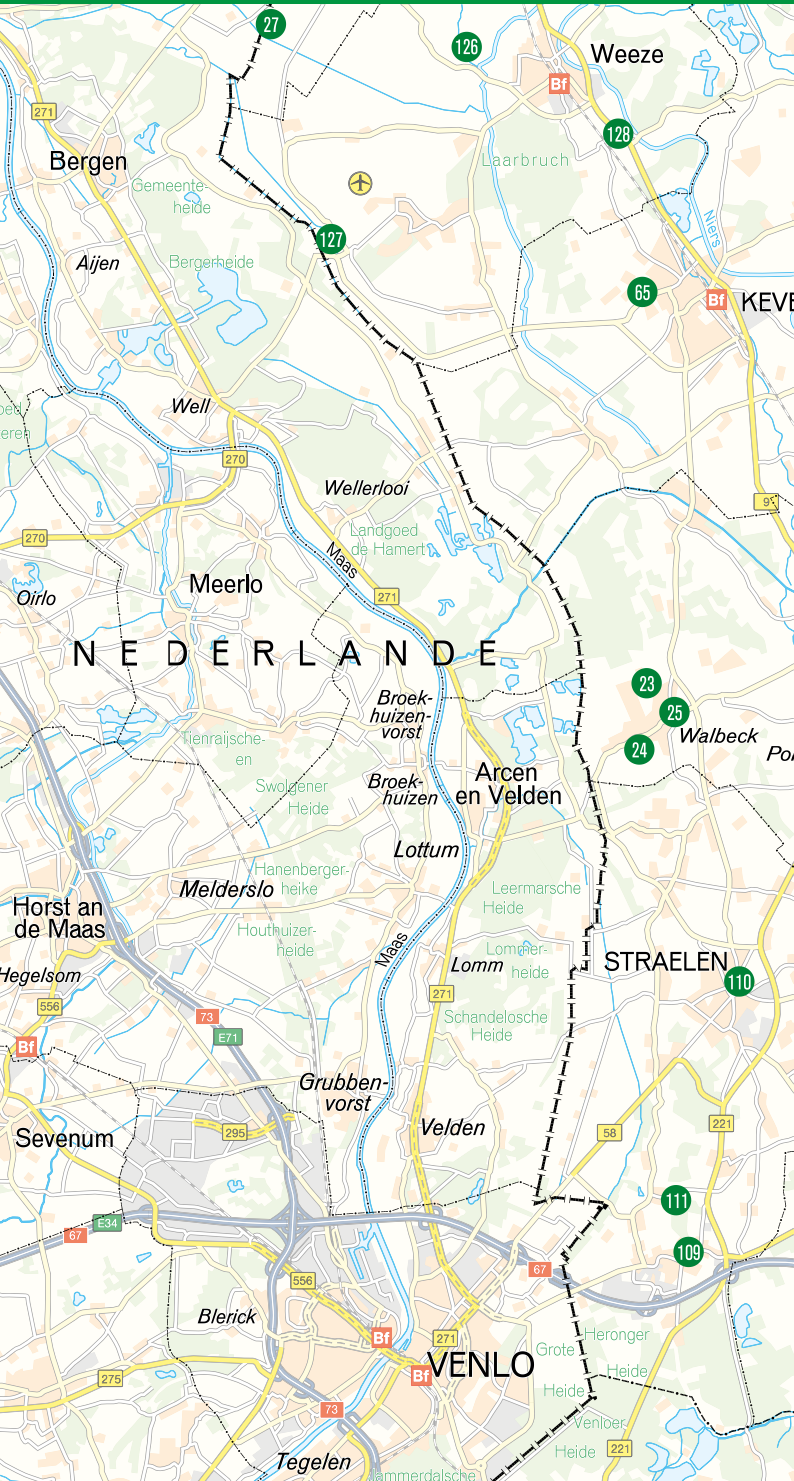 27
126
Weeze
Bf
271
128
Bergen
Laarbruch
Gemeente-
heide
Niers
127
Aijen
Bergerheide
65
Bf
KEVE
Well
270
9
Wellerlooi
Landgoed
de Hamert
270
Maas
Meerlo
271
Oirlo
NEDERLANDE
23
Broek-
huizen-
vorst
25
Walbeck
24
Tienraijsche-
en
Swolgener
Heide
Broek-
huizen
Arcen
en Velden
Lottum
Hanenberger-
heike
Melderslo
Leermarsche
Heide
Horst an
de Maas
Houthuizer-
heide
Maas
Lommer-
heide
Lomm
STRAELEN
Hegelsom
110
271
556
73
Schandelosche
Heide
E71
Bf
Grubben-
vorst
Velden
Sevenum
295
58
221
111
E34
67
109
67
556
Blerick
Bf
271
Grote
Heide
Heronger
Heide
VENLO
Bf
275
73
Venloer
Heide
221
Tegelen
Jammerdalsche